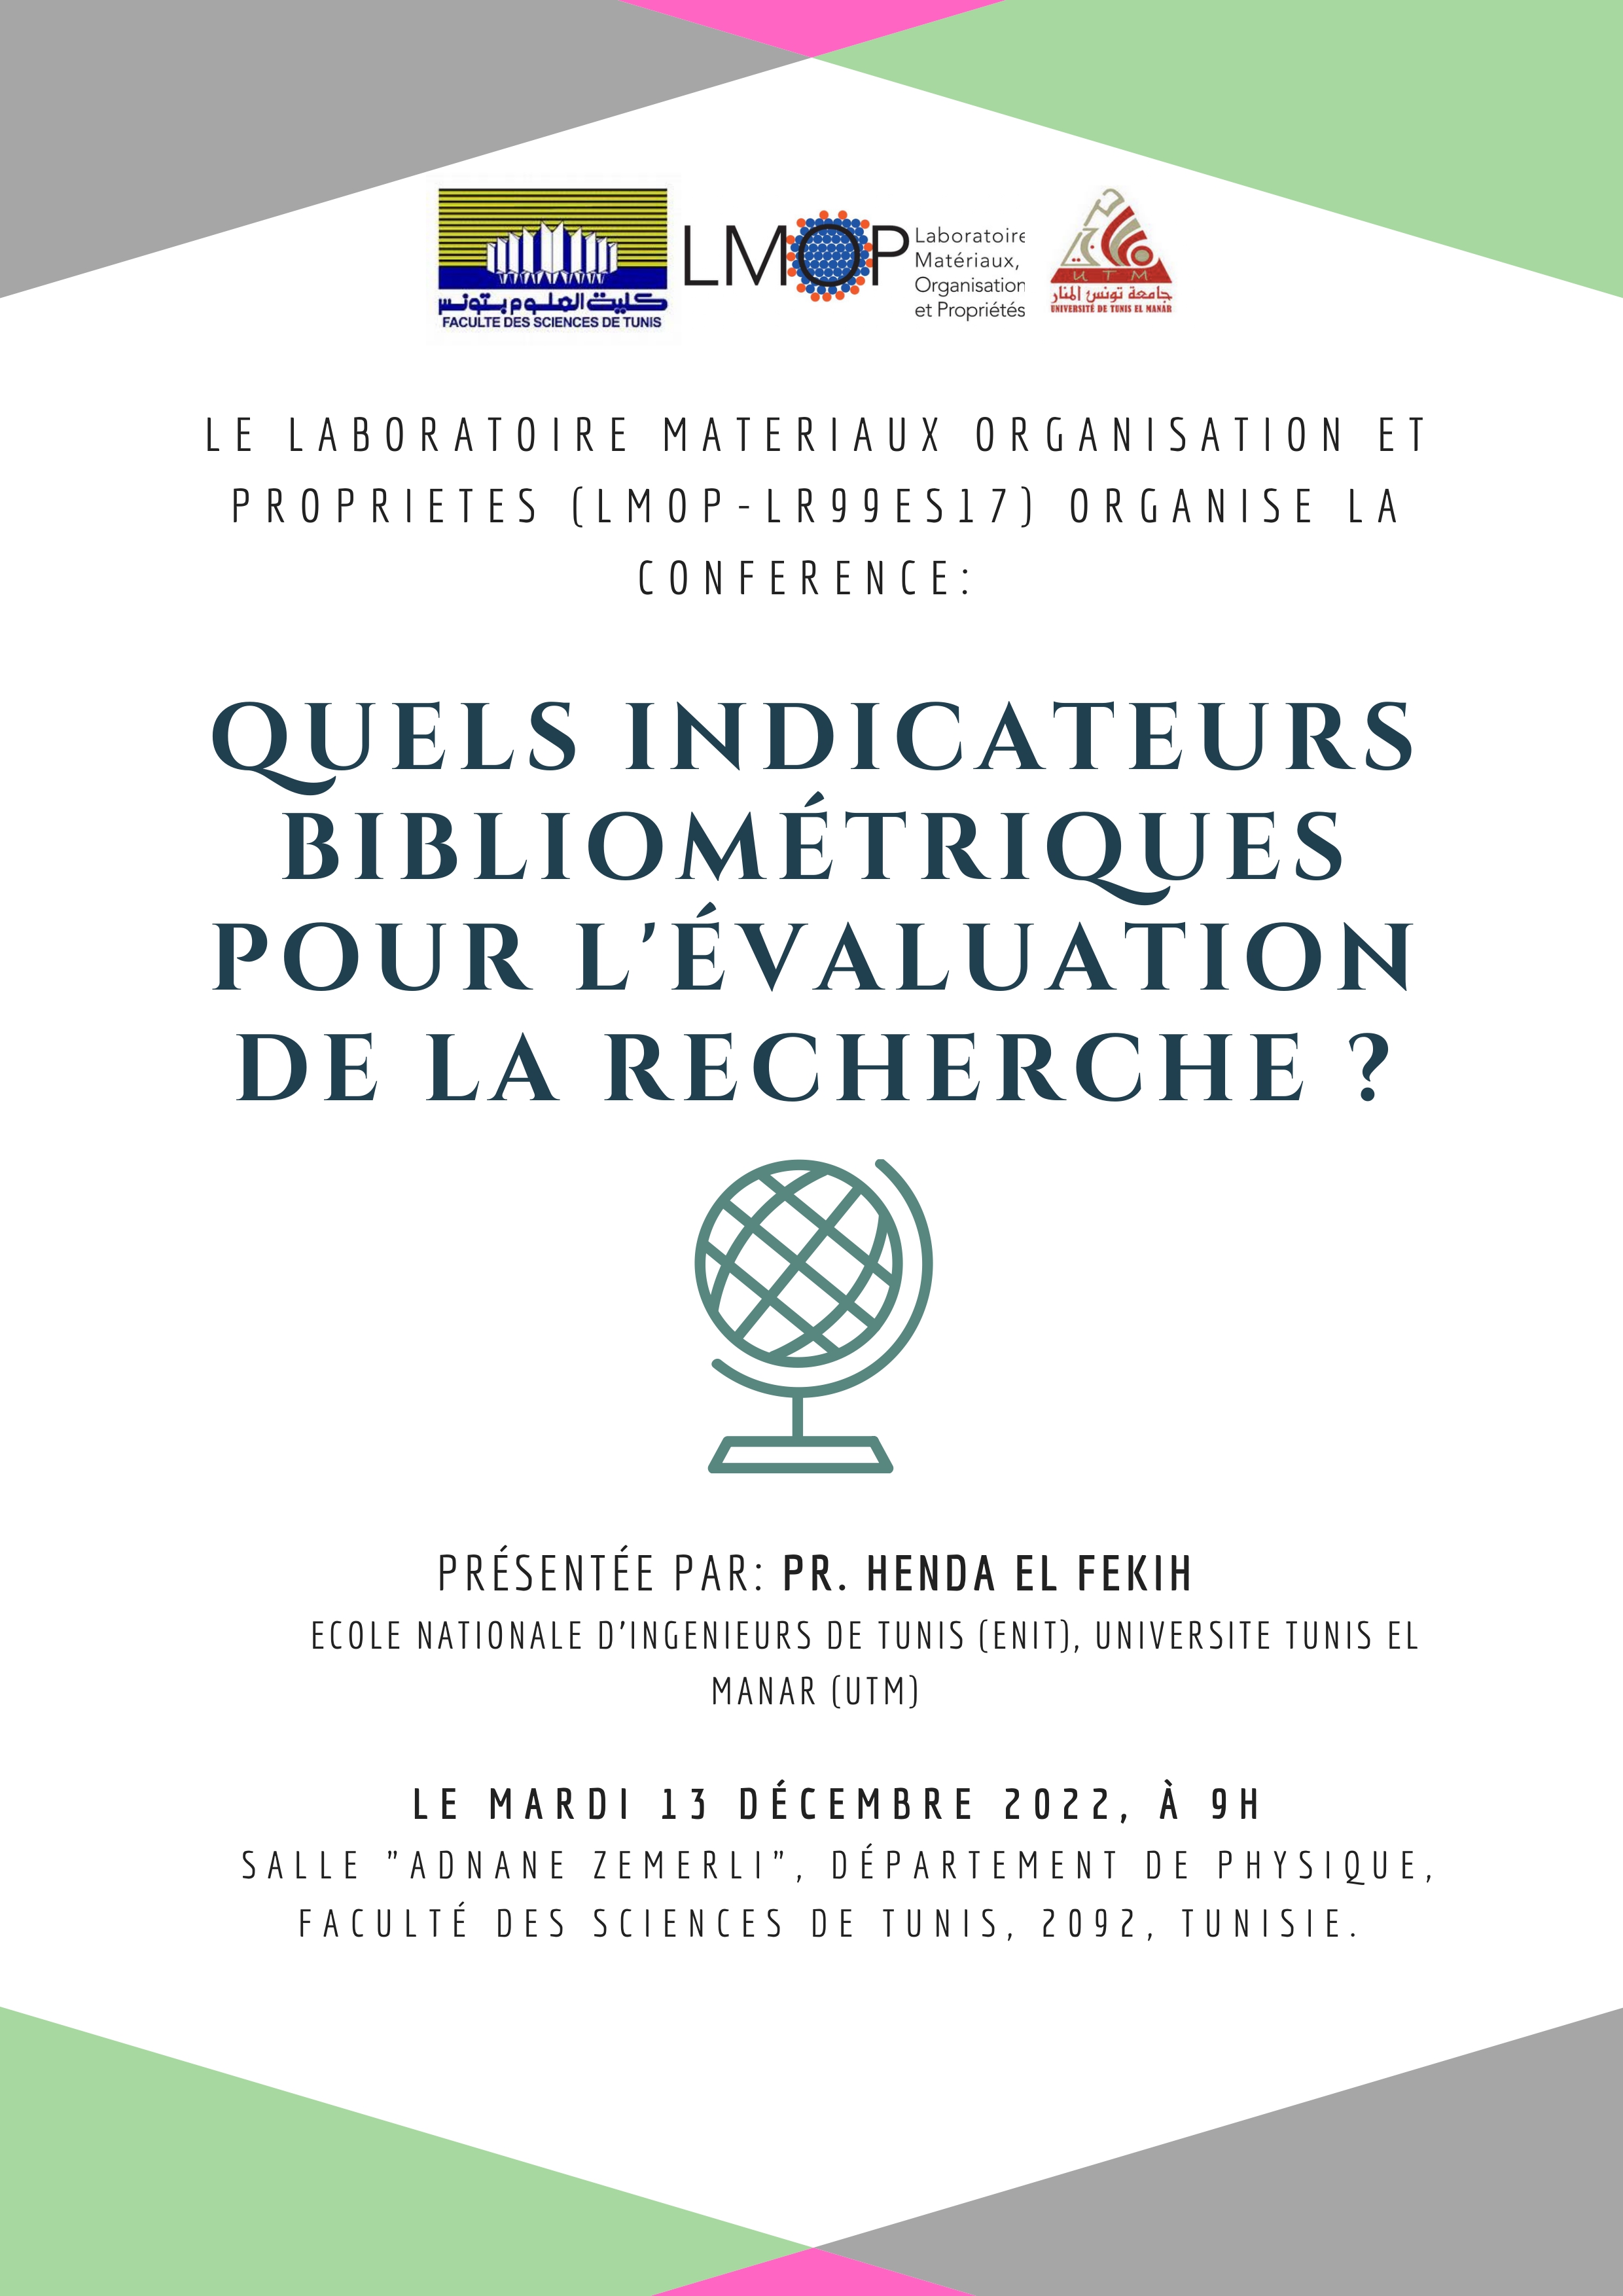 كلية العلوم بتونس
FACULTE DES SCIENCES DE TUNIS
LMOP
Laboratoire
Matériaux,
Organisation
et Propriétés
UTM
جامعة تونس المنار
UNIVERSITÉ DE TUNIS EL MANAR
LE LABORATOIRE MATERIAUX ORGANISATION ET
PROPRIETES (LMOP-LR99ES17) ORGANISE LA
CONFERENCE:
QUELS INDICATEURS
BIBLIOMÉTRIQUES
POUR L'ÉVALUATION
DE LA RECHERCHE ?
PRÉSENTÉE PAR: PR. HENDA EL FEKIH
ECOLE NATIONALE D'INGENIEURS DE TUNIS (ENIT), UNIVERSITE TUNIS EL
MANAR (UTM)
LE MARDI 13 DÉCEMBRE 2022, À 9H
SALLE "ADNANE ZEMERLI", DÉPARTEMENT DE PHYSIQUE,
FACULTÉ DES SCIENCES DE TUNIS, 2092, TUNISIE.